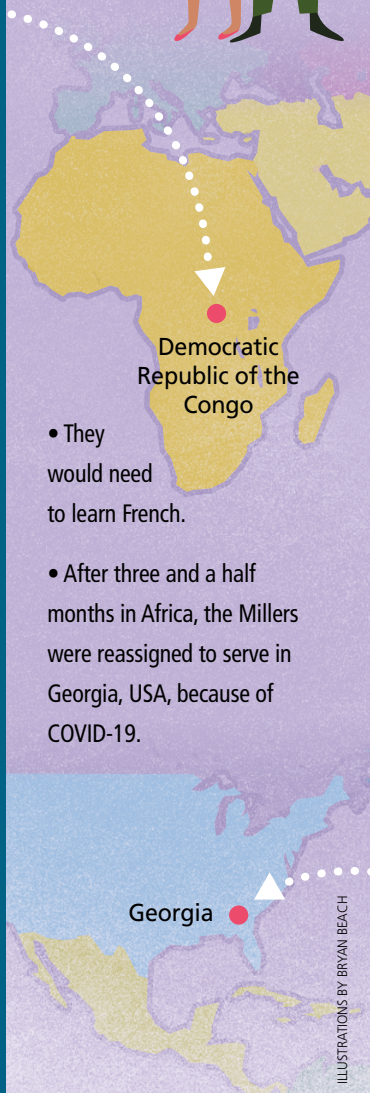 Democratic
Republic of the
Congo
• They
would need
to learn French.
• After three and a half
months in Africa, the Millers
were reassigned to serve in
Georgia, USA, because of
COVID-19.
Georgia
ILLUSTRATIONS BY BRYAN BEACH